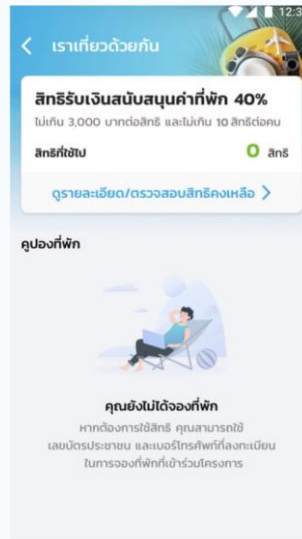 12:3
เราเที่ยวด้วยกัน
สิทธิรับเงินสนับสนุนค่าที่พัก 40%
ไม่เกิน 3,000 บาทต่อสิทธิ และไม่เกิน 10 สิทธิต่อคน
สิทธิที่ใช้ไป 0 สิทธิ
ดูรายละเอียด/ตรวจสอบสิทธิคงเหลือ
คูปองที่พัก
คุณยังไม่ได้จองที่พัก
หากต้องการใช้สิทธิ คุณสามารถใช้
เลขบัตรประชาชน และเบอร์โทรศัพท์ที่ลงทะเบียน
ในการจองที่พักที่เข้าร่วมโครงการ